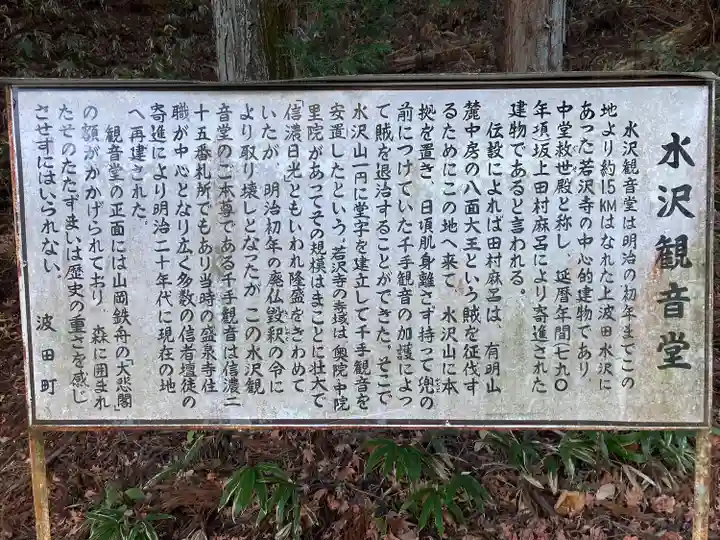 水沢観音堂
水沢観音堂は明治の初年までこの
地より約15KMはなれた上波田水沢に
あった若沢寺の中心的建物であり、
中堂救世殿と称し、延暦年間七九〇
年項坂上田村麻呂により寄進された
建物であると言われる。
伝設によれば田村麻呂は、有明山
麓中房の八面大王という賊を征伐す
るためにこの地へ来て、水沢山に本
拠を置き、日頃肌身離さず持って兜の
前につけていた千手観音の加護によっ
て賊を退治することができた。そこで
水沢山一円に堂宇を建立して千手観音を
安置したという。若沢寺の
は奥院中院
里院があってその規模はまことに壮大で
「信濃日光ともいわれ隆盛をきわめて
いたが、明治初年の廃仏毀釈の令に
より取り壊しとなったが、この水沢観
音堂のご本尊である千手観音は信濃二
十五番札所でもあり当時の盛泉寺住
職が中心となり広く多数の信者壇徒の
寄進により明治二十年代に現在の地
へ再建された。
観音堂の正面には山岡鉄舟の「大悲閣」
の額がかかげられており、森に囲まれ
たそのたたずまいは歴史の重さを感じ
させずにはいられない。
波田町